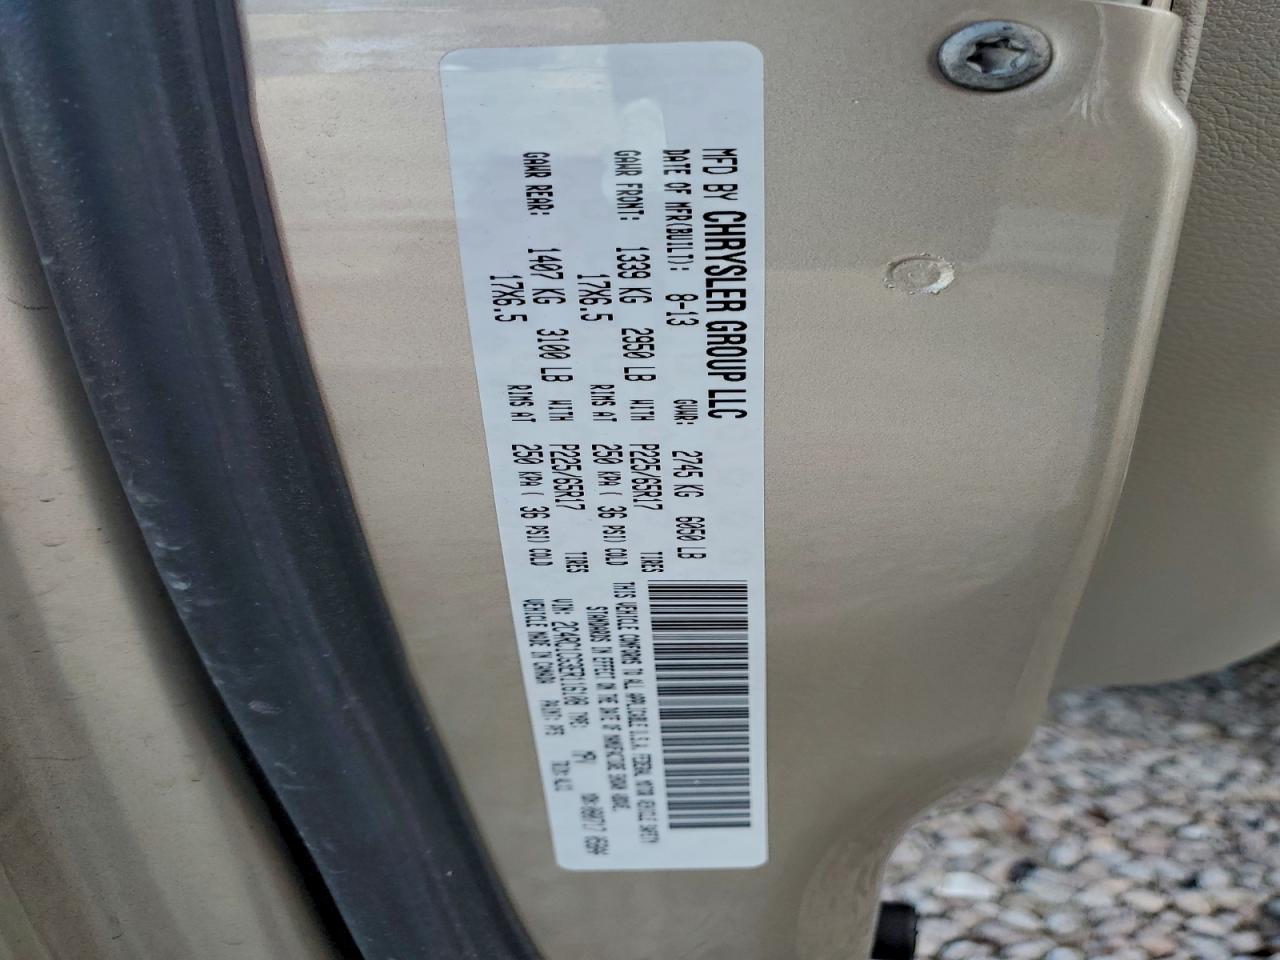 MFD BY CHRYSLER GROUP LLC
DATE OF MFR(BUILT): 8-13 GVWR: 2745 KG 6050 LB
GAWR FRONT: 1339 KG 2950 LB WITH P225/65R17 TIRES
17X6.5 RIMS AT 250 KPA ( 36 PSI) COLD
GAWR REAR: 1407 KG 3100 LB WITH P225/65R17 TIRES
17X6.5 RIMS AT 250 KPA ( 36 PSI) COLD
THIS VEHICLE CONFORMS TO ALL APPLICABLE U.S.A. FEDERAL MOTOR VEHICLE SAFETY
STANDARDS IN EFFECT ON THE DATE OF MANUFACTURE SHOWN ABOVE.
VIN: 2C4RC1CG3ER116108 TYPE:
VEHICLE MADE IN CANADA PAINT: